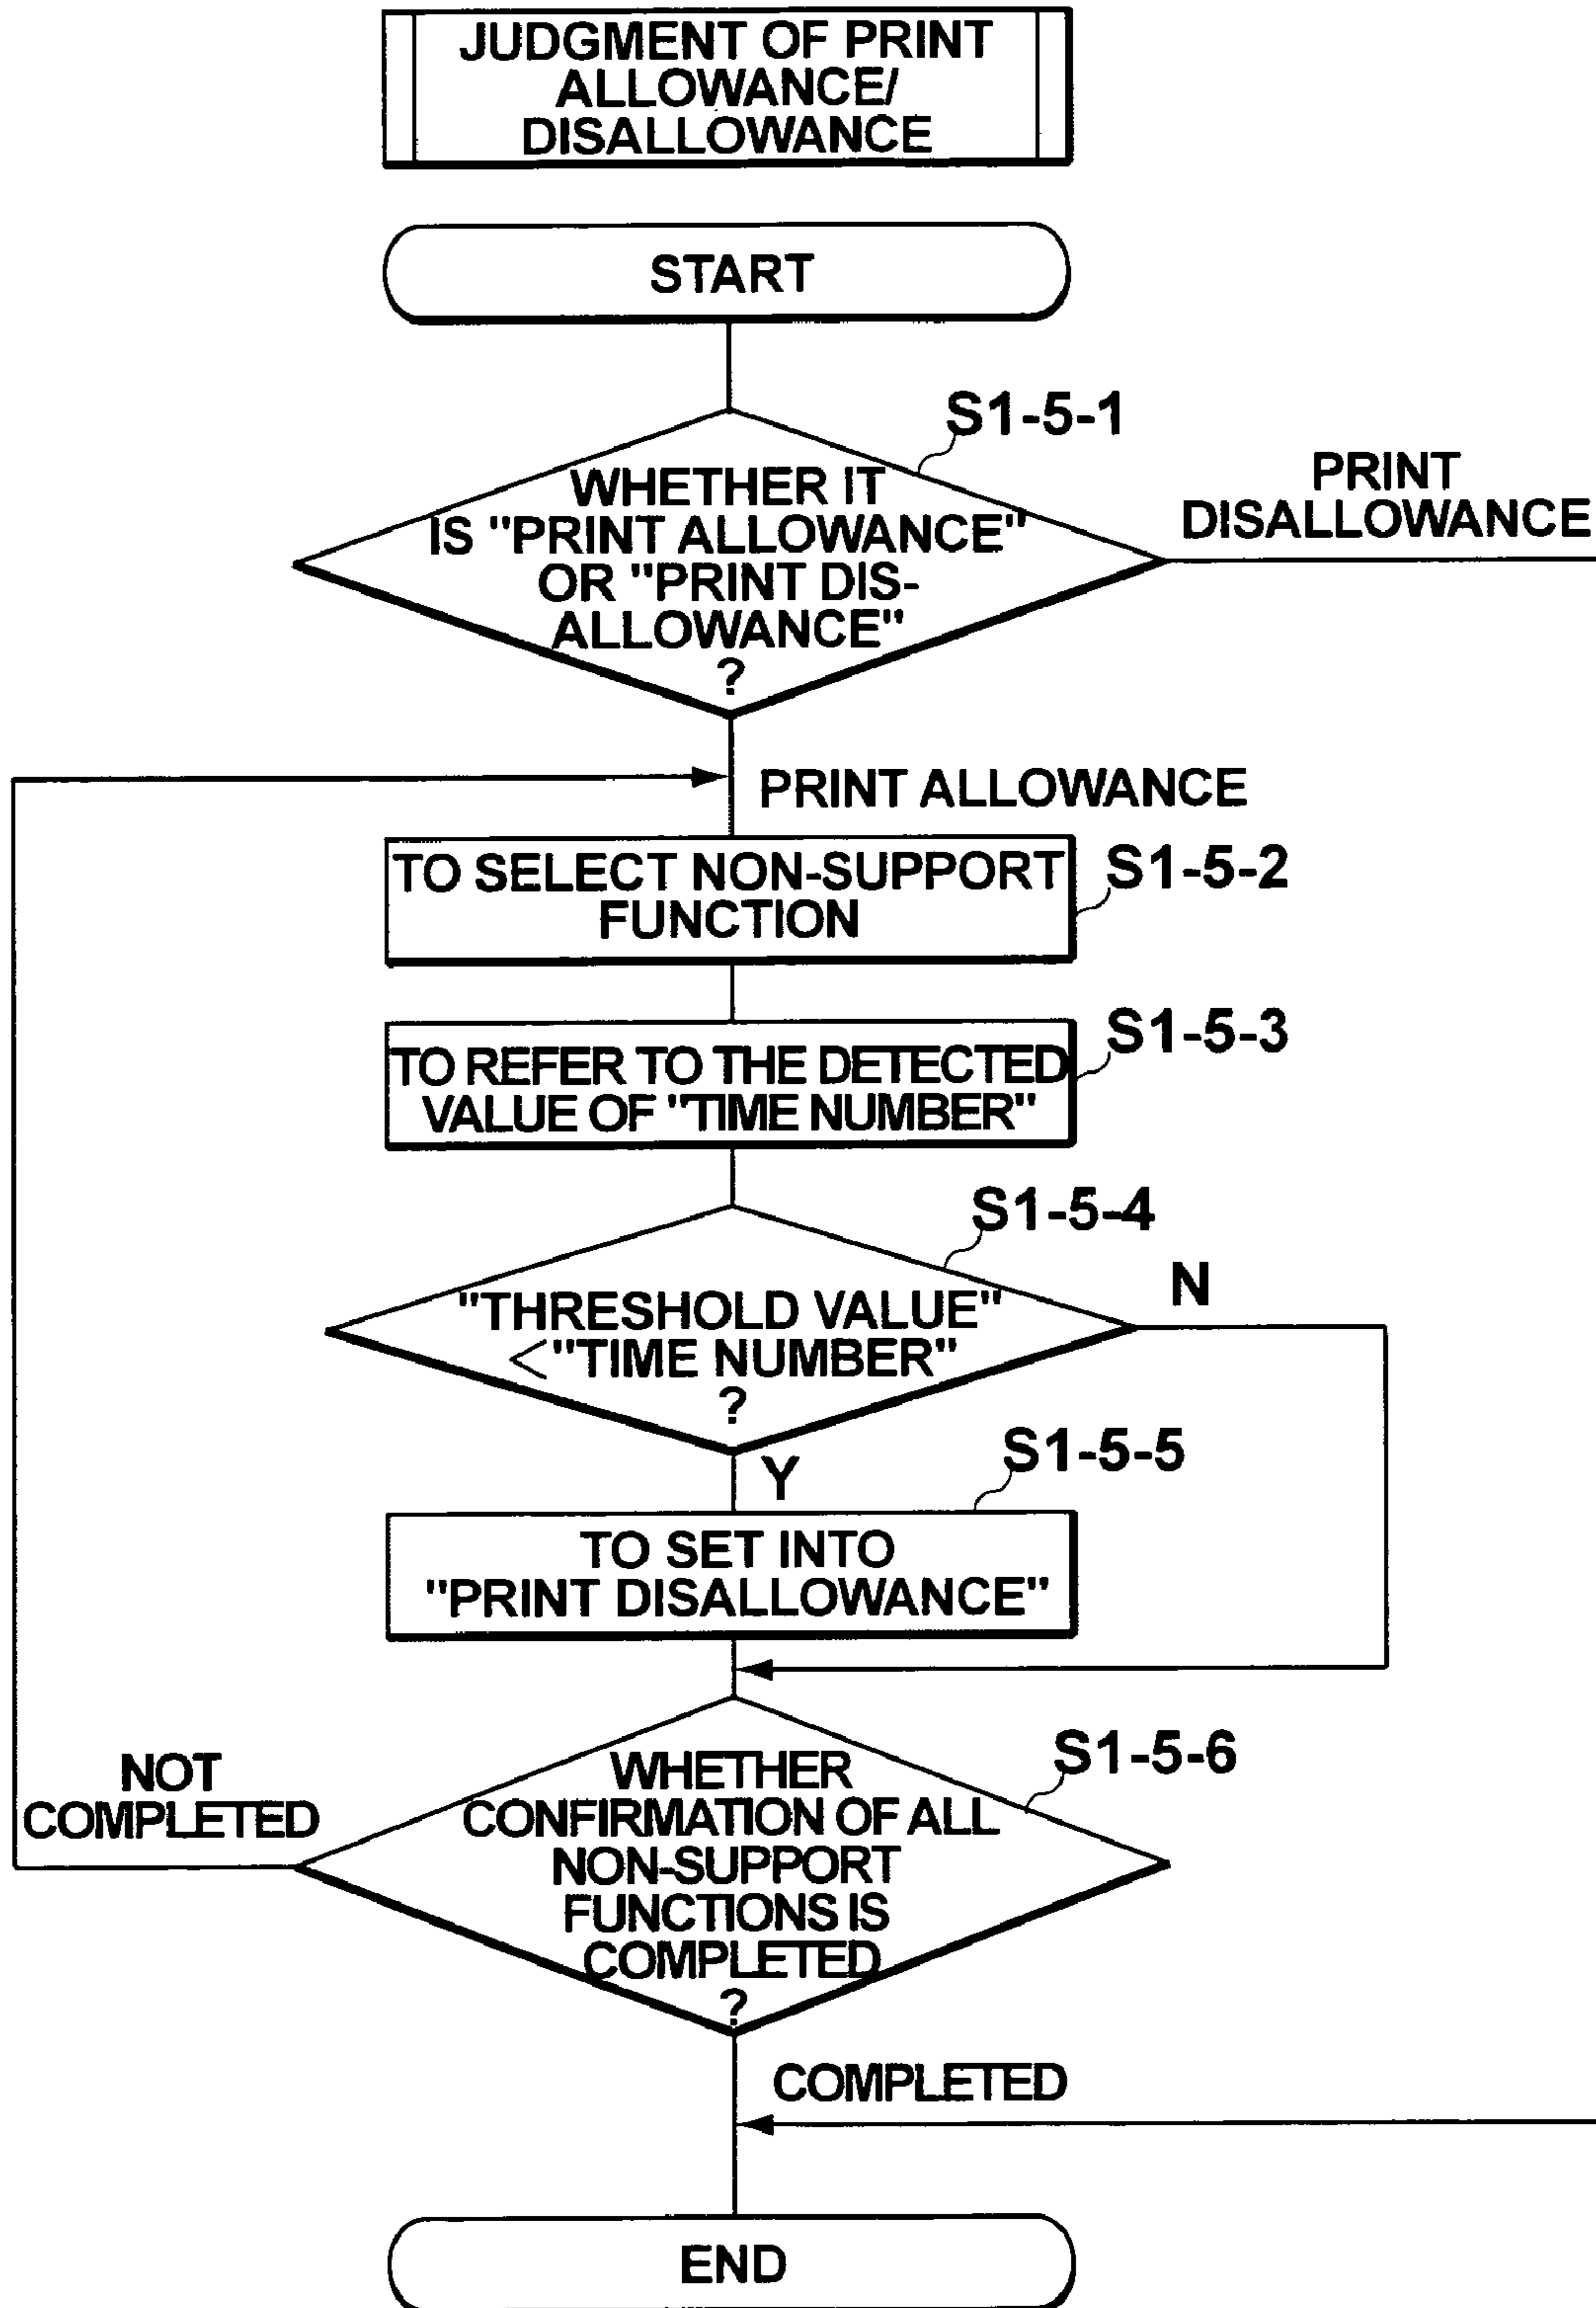 JUDGMENT OF PRINT
ALLOWANCE/
DISALLOWANCE
START
S1-5-1
WHETHER IT
IS "PRINT ALLOWANCE"
OR "PRINT DIS-
ALLOWANCE"
?
PRINT
DISALLOWANCE
PRINT ALLOWANCE
TO SELECT NON-SUPPORT
FUNCTION
S1-5-2
TO REFER TO THE DETECTED
VALUE OF "TIME NUMBER"
S1-5-3
S1-5-4
"THRESHOLD VALUE"
<"TIME NUMBER"
?
N
Y
S1-5-5
TO SET INTO
"PRINT DISALLOWANCE"
S1-5-6
WHETHER
CONFIRMATION OF ALL
NON-SUPPORT
FUNCTIONS IS
COMPLETED
?
NOT
COMPLETED
COMPLETED
END